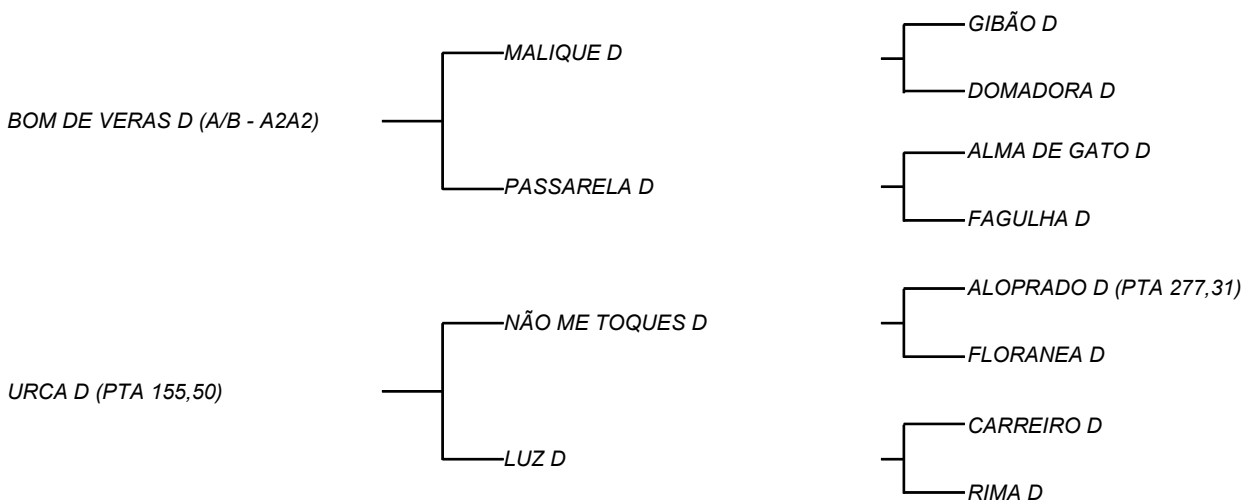 GIBÃO D
MALIQUE D
DOMADORA D
BOM DE VERAS D (A/B - A2A2)
ALMA DE GATO D
PASSARELA D
FAGULHA D
ALOPRADO D (PTA 277,31)
NÃO ME TOQUES D
FLORANEA D
URCA D (PTA 155,50)
CARREIRO D
LUZ D
RIMA D